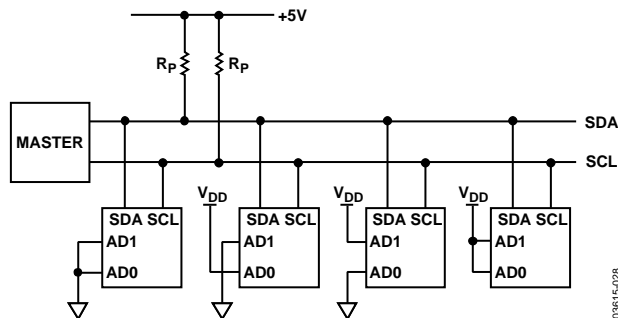 +5V
RP RP
MASTER
SDA
SCL
VDD VDD VDD
SDA SCL SDA SCL SDA SCL SDA SCL
AD1 AD1 AD1 AD1
AD0 AD0 AD0 AD0
03615-028